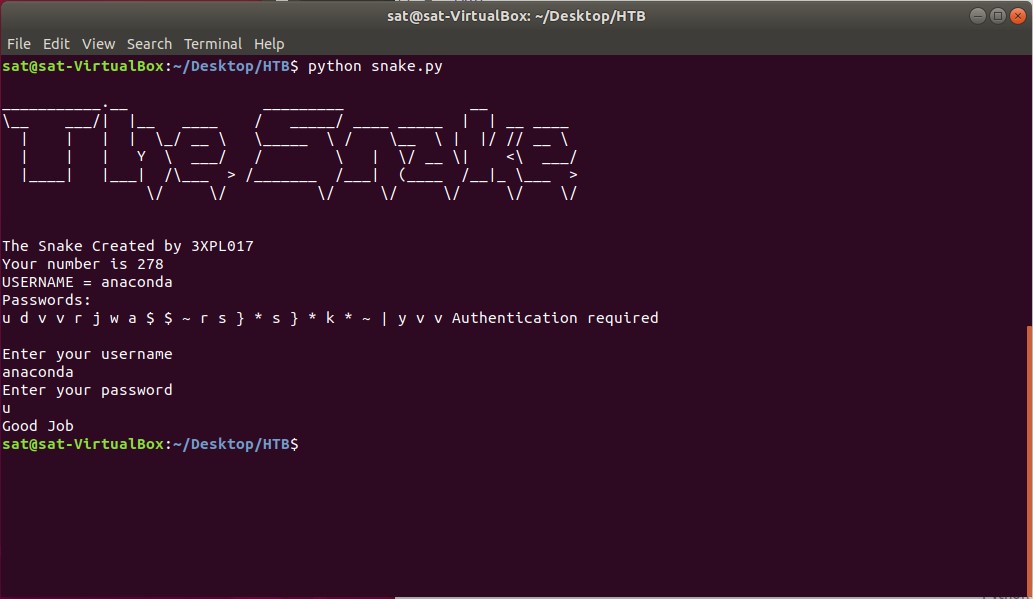 sat@sat-VirtualBox: ~/Desktop/HTB
File Edit View Search Terminal Help
sat@sat-VirtualBox:~/Desktop/HTB$ python snake.py
The Snake
The Snake Created by 3XPL017
Your number is 278
USERNAME = anaconda
Passwords:
u d v v r j w a $ $ ~ r s } * s } * k * ~ | y v v Authentication required
Enter your username
anaconda
Enter your password
u
Good Job
sat@sat-VirtualBox:~/Desktop/HTB$